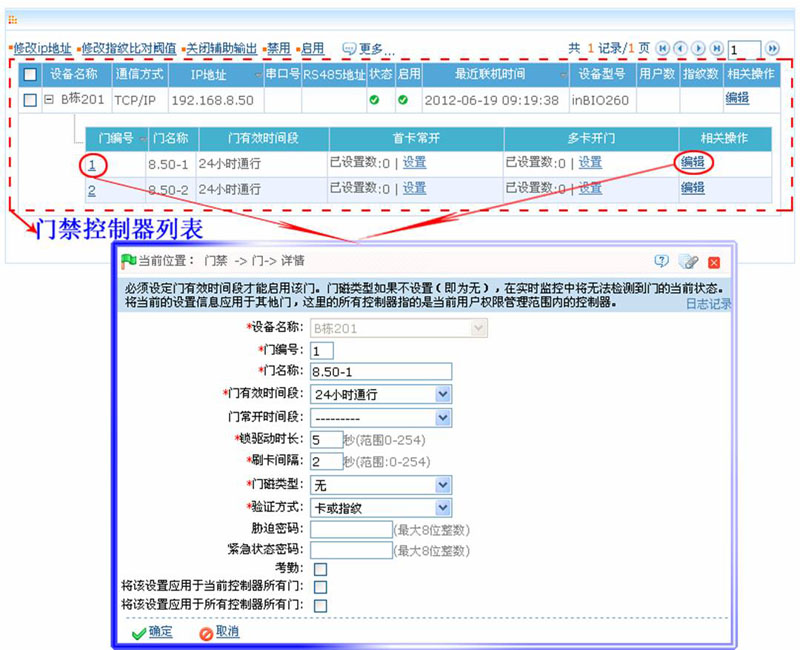 修改ip地址 修改指纹比对阈值 关闭辅助输出 禁用 启用 更多... 共 1 记录/1 页 1
设备名称 通信方式 IP地址 串口号 RS485地址 状态 启用 最近联机时间 设备型号 用户数 指纹数 相关操作
B栋201 TCP/IP 192.168.8.50 2012-06-19 09:19:38 inBIO260 编辑
门编号 门名称 门有效时间段 首卡常开 多卡开门 相关操作
1 8.50-1 24小时通行 已设置数:0 | 设置 已设置数:0 | 设置 编辑
2 8.50-2 24小时通行 已设置数:0 | 设置 已设置数:0 | 设置 编辑
门禁控制器列表
当前位置: 门禁 -> 门-> 详情
必须设定门有效时间段才能启用该门。门磁类型如果不设置(即为无),在实时监控中将无法检测到门的当前状态。
将当前的设置信息应用于其他门,这里的所有控制器指的是当前用户权限管理范围内的控制器。
日志记录
*设备名称: B栋201
*门编号: 1
*门名称: 8.50-1
*门有效时间段: 24小时通行
门常开时间段: ---------
*锁驱动时长: 5 秒(范围0-254)
*刷卡间隔: 2 秒(范围:0-254)
*门磁类型: 无
*验证方式: 卡或指纹
胁迫密码: (最大8位整数)
紧急状态密码: (最大8位整数)
考勤:
将该设置应用于当前控制器所有门:
将该设置应用于所有控制器所有门:
确定 取消